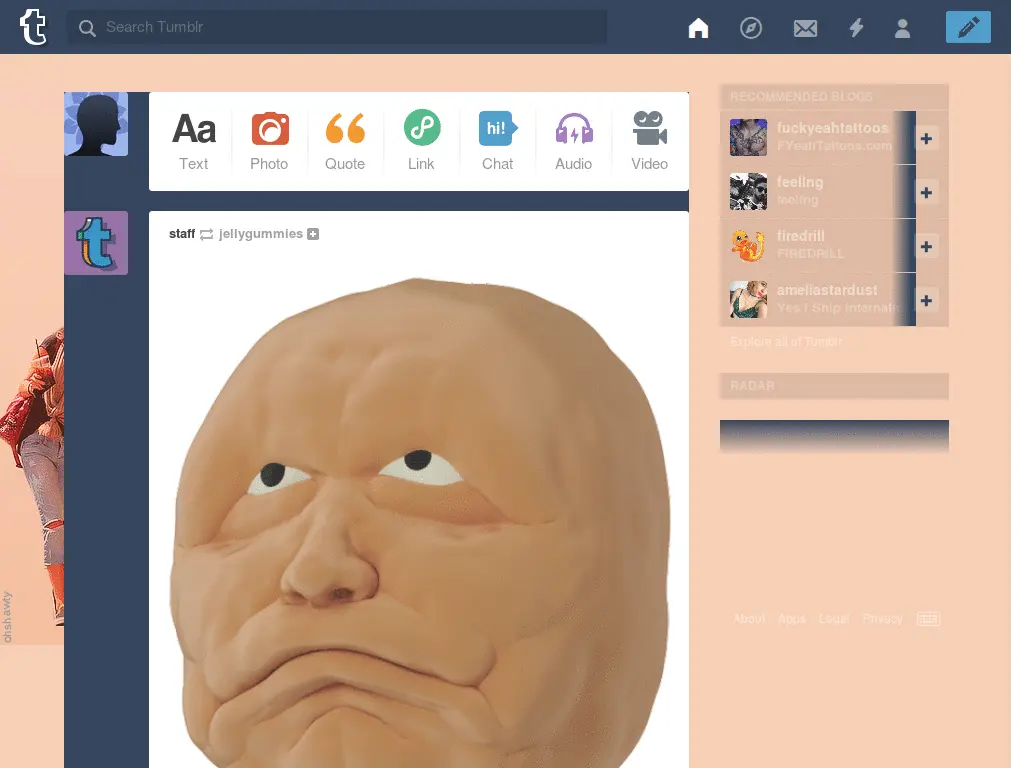 Search Tumblr
Aa
hi!
Text
Photo
Quote
Link
Chat
Audio
Video
staff jellygummies
RECOMMENDED BLOGS
fuckyeahtattoos
FYeahTattoos.com
feeling
feeling
firedrill
FIREDRILL
ameliastardust
Yes I Ship Internati
Explore all of Tumblr
RADAR
ohshawty
About Apps Legal Privacy